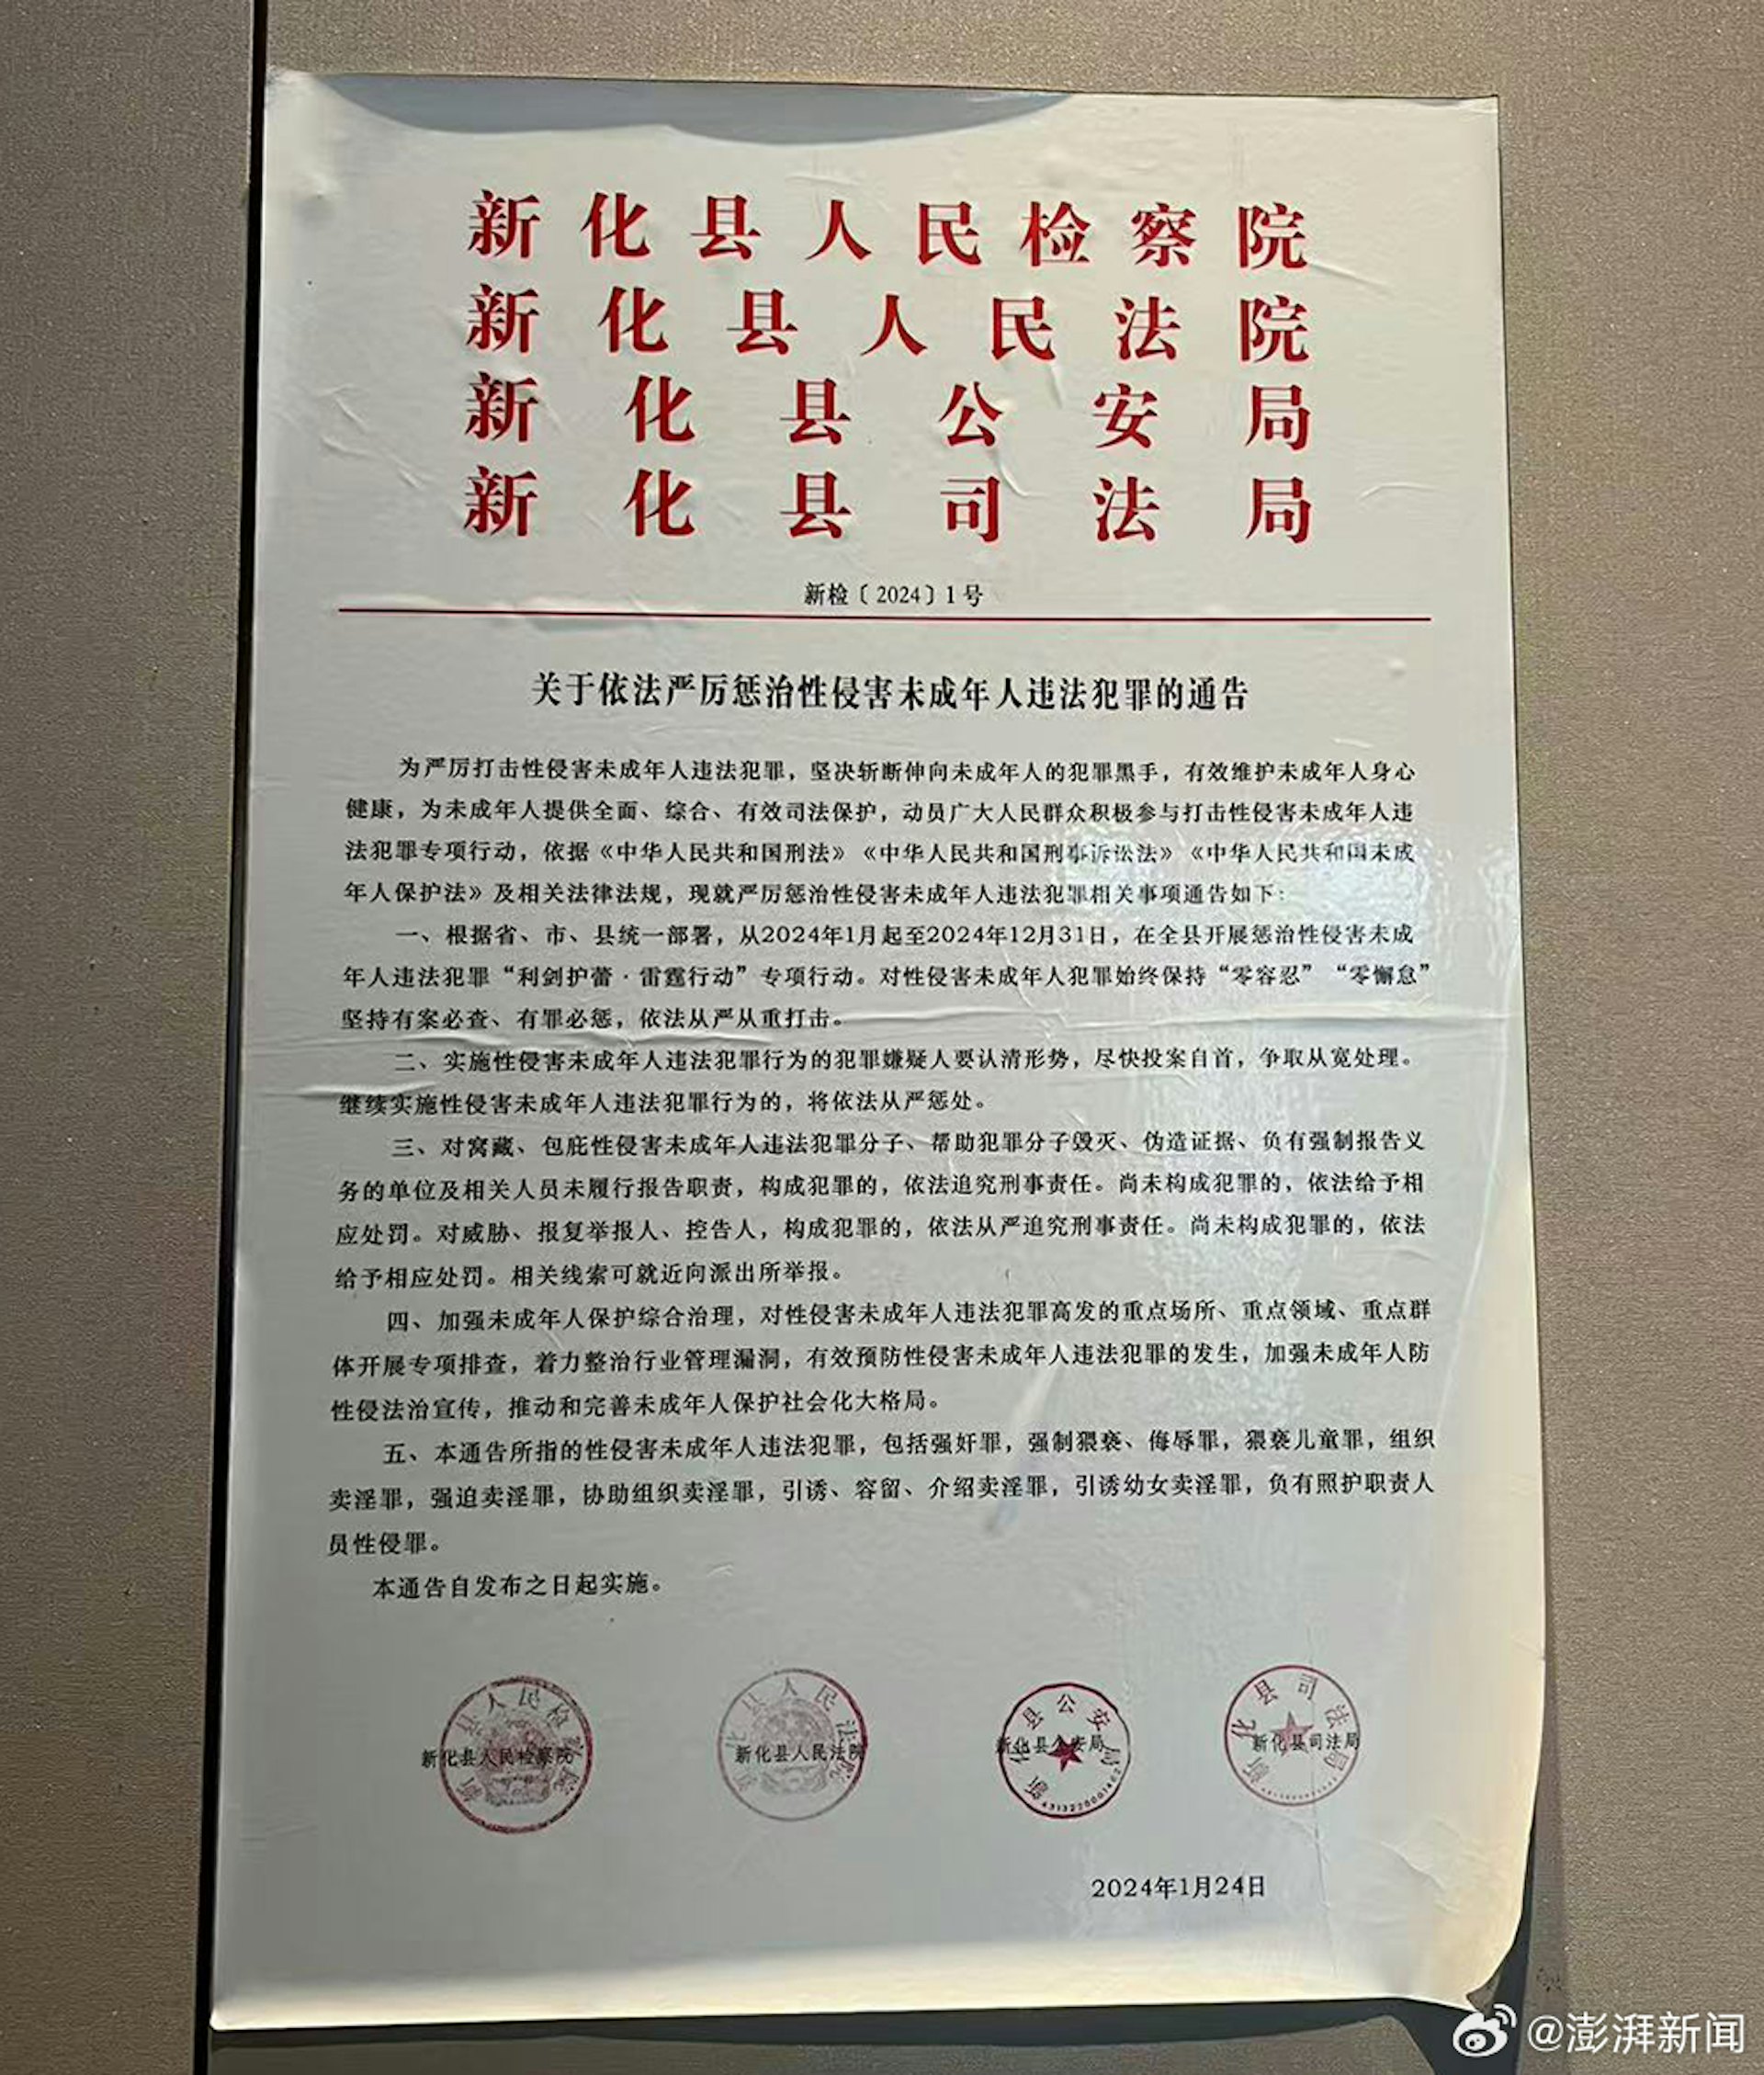 新化县人民检察院
新化县人民法院
新化县公安局
新化县司法局
新检〔2024〕1号
关于依法严厉惩治性侵害未成年人违法犯罪的通告
为严厉打击性侵害未成年人违法犯罪，坚决斩断伸向未成年人的犯罪黑手，有效维护未成年人身心
健康，为未成年人提供全面、综合、有效司法保护，动员广大人民群众积极参与打击性侵害未成年人违
法犯罪专项行动，依据《中华人民共和国刑法》《中华人民共和国刑事诉讼法》《中华人民共和国未成
年人保护法》及相关法律法规，现就严厉惩治性侵害未成年人违法犯罪相关事项通告如下：
一、根据省、市、县统一部署，从2024年1月起至2024年12月31日，在全县开展惩治性侵害未成
年人违法犯罪“利剑护蕾·雷霆行动”专项行动。对性侵害未成年人犯罪始终保持“零容忍”“零懈怠”
坚持有案必查、有罪必惩，依法从严从重打击。
二、实施性侵害未成年人违法犯罪行为的犯罪嫌疑人要认清形势，尽快投案自首，争取从宽处理。
继续实施性侵害未成年人违法犯罪行为的，将依法从严惩处。
三、对窝藏、包庇性侵害未成年人违法犯罪分子、帮助犯罪分子毁灭、伪造证据、负有强制报告义
务的单位及相关人员未履行报告职责，构成犯罪的，依法追究刑事责任。尚未构成犯罪的，依法给予相
应处罚。对威胁、报复举报人、控告人，构成犯罪的，依法从严追究刑事责任。尚未构成犯罪的，依法
给予相应处罚。相关线索可就近向派出所举报。
四、加强未成年人保护综合治理，对性侵害未成年人违法犯罪高发的重点场所、重点领域、重点群
体开展专项排查，着力整治行业管理漏洞，有效预防性侵害未成年人违法犯罪的发生，加强未成年人防
性侵法治宣传，推动和完善未成年人保护社会化大格局。
五、本通告所指的性侵害未成年人违法犯罪，包括强奸罪，强制猥亵、侮辱罪，猥亵儿童罪，组织
卖淫罪，强迫卖淫罪，协助组织卖淫罪，引诱、容留、介绍卖淫罪，引诱幼女卖淫罪，负有照护职责人
员性侵罪。
本通告自发布之日起实施。
新化县人民检察院
新化县人民法院
新化县公安局
新化县司法局
2024年1月24日
@澎湃新闻